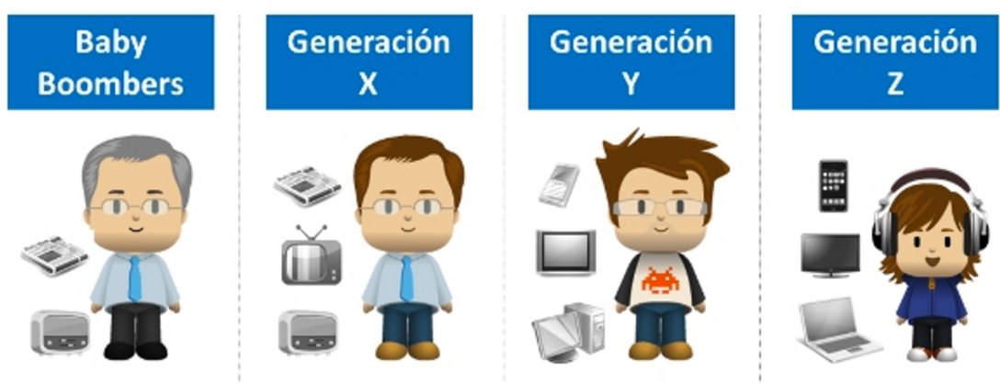 Baby
Boombers
Generación
X
Generación
Y
Generación
Z